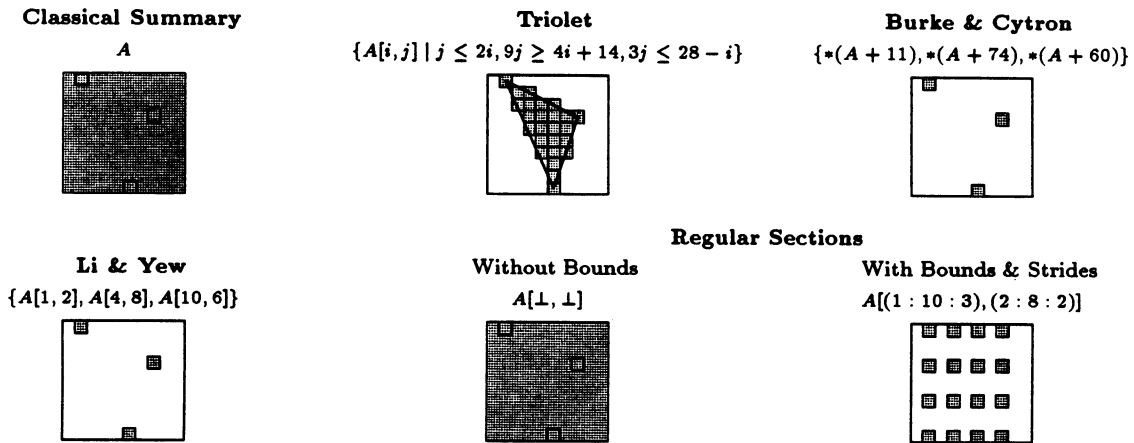 Classical Summary
A
Triolet
{A[i, j] | j ≤ 2i, 9j ≥ 4i + 14, 3j ≤ 28 − i}
Burke & Cytron
{*(A + 11), *(A + 74), *(A + 60)}
Regular Sections
Li & Yew
{A[1, 2], A[4, 8], A[10, 6]}
Without Bounds
A[⊥, ⊥]
With Bounds & Strides
A[(1 : 10 : 3), (2 : 8 : 2)]